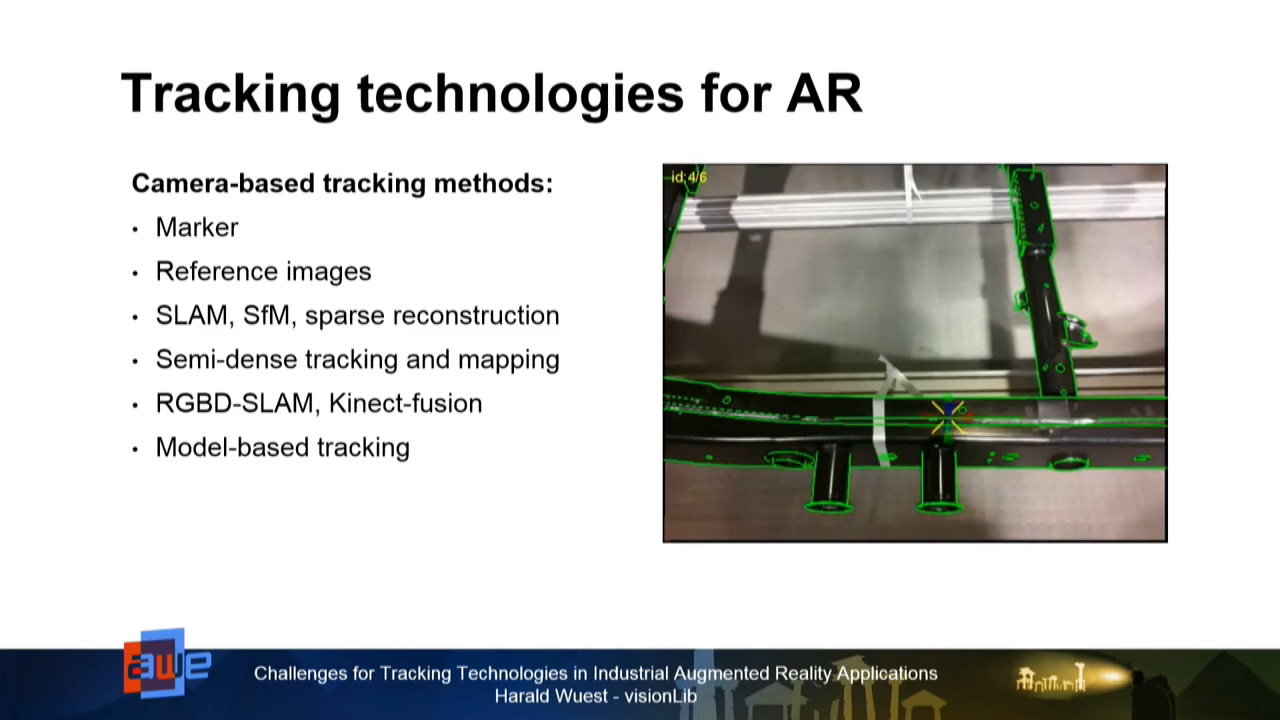 Tracking technologies for AR
Camera-based tracking methods:
• Marker
• Reference images
• SLAM, SfM, sparse reconstruction
• Semi-dense tracking and mapping
• RGBD-SLAM, Kinect-fusion
• Model-based tracking
id:4/6
awe
Challenges for Tracking Technologies in Industrial Augmented Reality Applications
Harald Wuest - visionLib